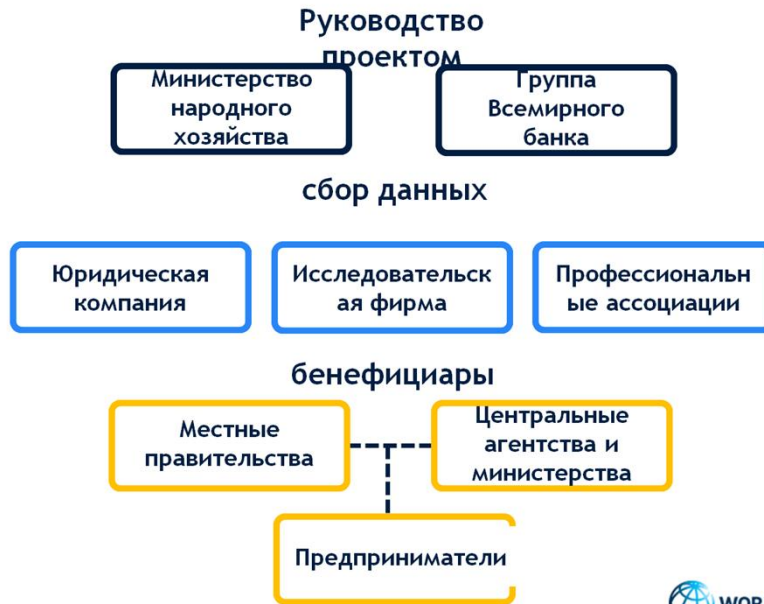 Руководство
проектом
Министерство
народного
хозяйства
Группа
Всемирного
банка
сбор данных
Юридическая
компания
Исследовательск
ая фирма
Профессиональн
ые ассоциации
бенефициары
Местные
правительства
Центральные
агентства и
министерства
Предприниматели